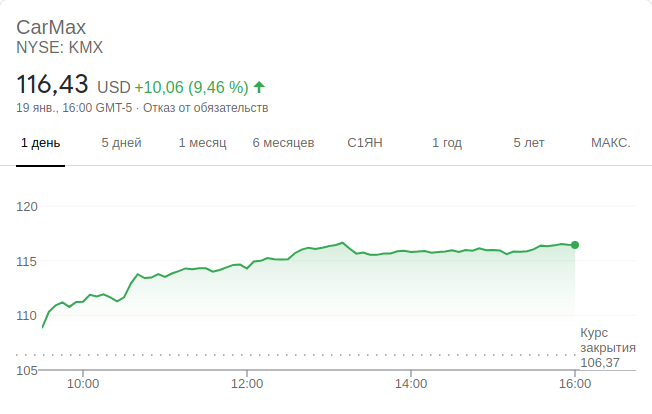 CarMax
NYSE: KMX
116,43 USD +10,06 (9,46 %)
19 янв., 16:00 GMT-5 · Отказ от обязательств
1 день 5 дней 1 месяц 6 месяцев С1ЯН 1 год 5 лет МАКС.
120
115
110
Курс
закрытия
106,37
105
10:00 12:00 14:00 16:00